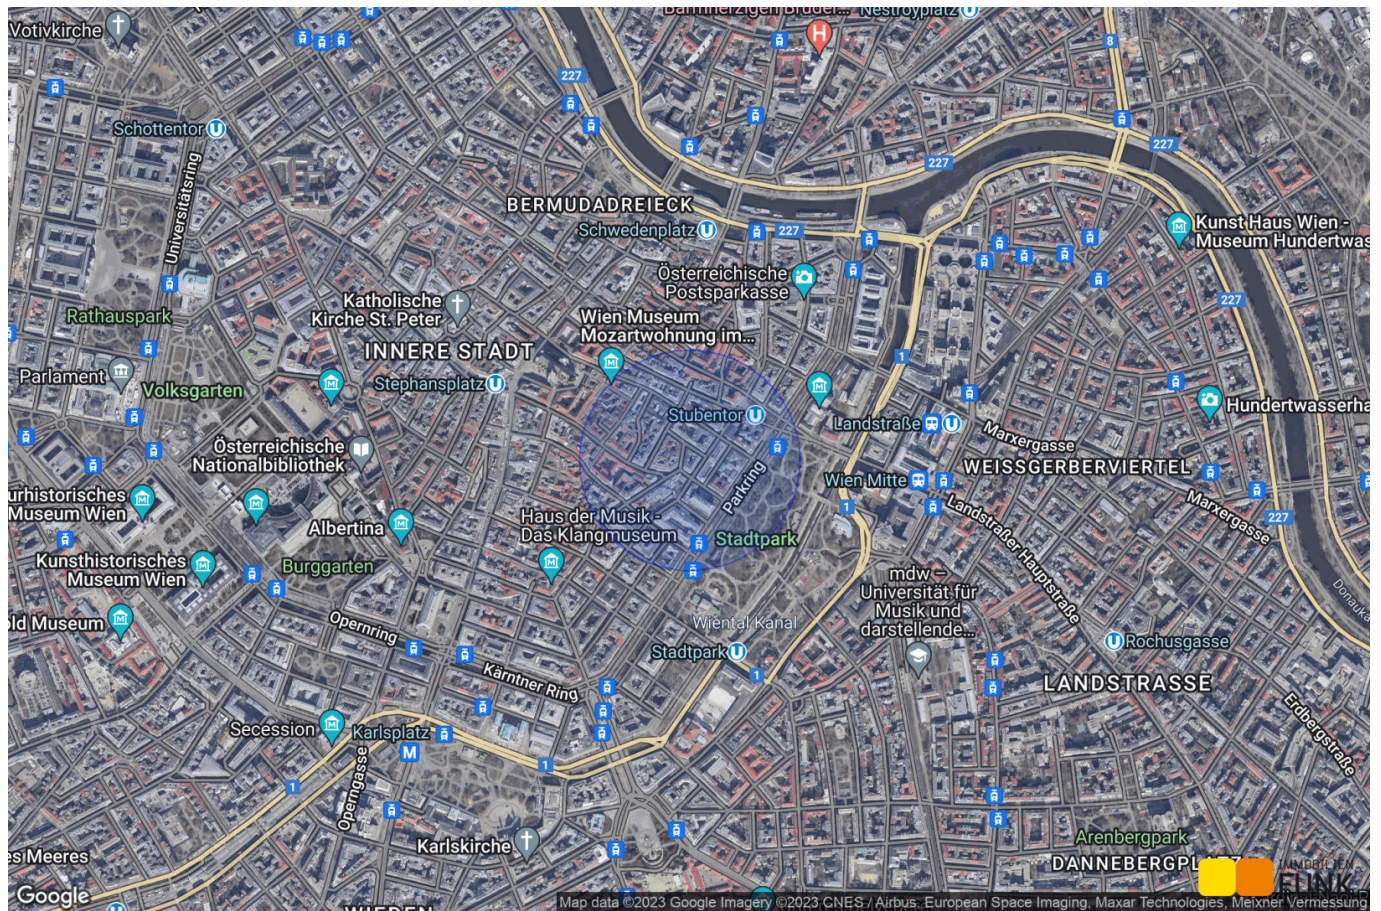 Barmherzigen Brüder...
Nestroyplatz
Votivkirche
8
227
Schottentor
227
227
Universitätsring
BERMUDADREIECK
Schwedenplatz
227
Kunst Haus Wien -
Museum Hundertwas
Österreichische
Postsparkasse
Katholische
Kirche St. Peter
227
Rathauspark
Wien Museum
Mozartwohnung im...
INNERE STADT
1
Parlament
Volksgarten
Stephansplatz
Stubentor
Landstraße
Hundertwasserha
Marxergasse
Österreichische
Nationalbibliothek
WEISSGERBERVIERTEL
Wien Mitte
Parkring
urhistorisches
Museum Wien
Marxergasse
1
Landstraßer Hauptstraße
227
Albertina
Haus der Musik -
Das Klangmuseum
Stadtpark
Kunsthistorisches
Museum Wien
Burggarten
mdw –
Universität für
Musik und
darstellende...
Donauka
old Museum
Opernring
Wiental Kanal
Stadtpark
Rochusgasse
Kärntner Ring
1
LANDSTRASSE
Secession
Karlsplatz
M
Erdbergstraße
1
1
Operngasse
Karlskirche
Arenbergpark
es Meeres
DANNEBERGPL
IMMOBILIEN
FUNK
Google
WIEDEN
Map data ©2023 Google Imagery ©2023 CNES / Airbus, European Space Imaging, Maxar Technologies, Meixner Vermessung